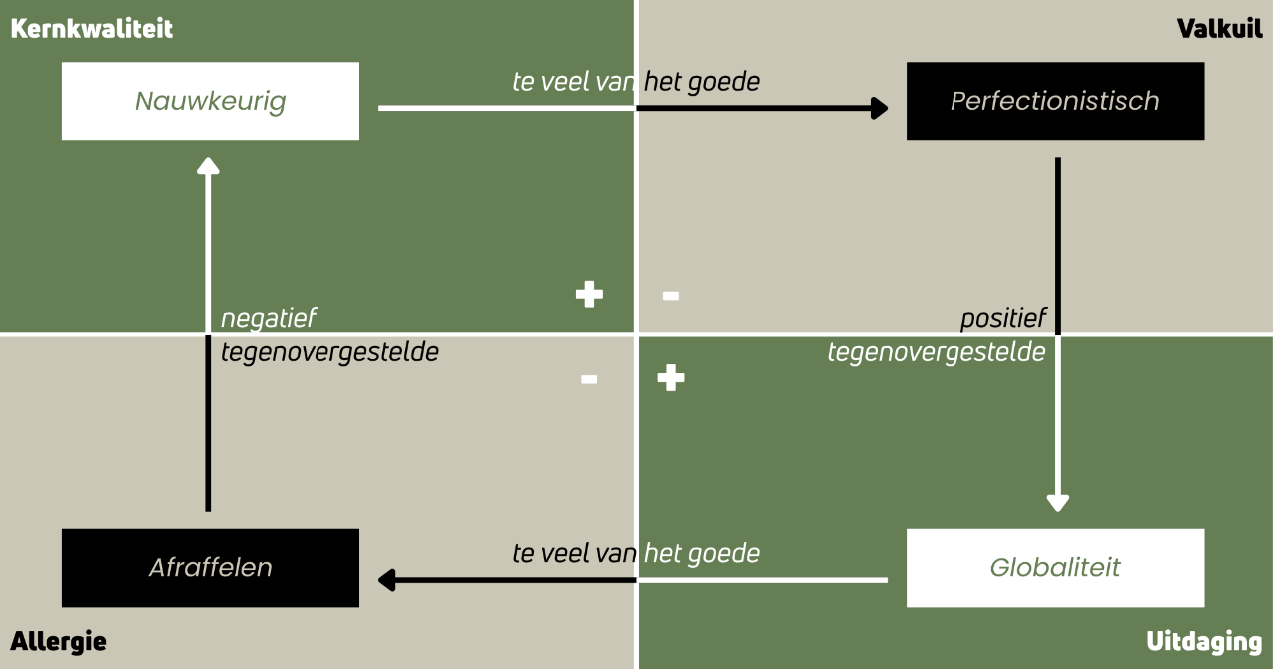 Kernkwaliteit
Valkuil
te veel van het goede
Nauwkeurig
Perfectionistisch
+ -
negatief
positief
tegenovergestelde
tegenovergestelde
- +
te veel van het goede
Afraffelen
Globaliteit
Allergie
Uitdaging